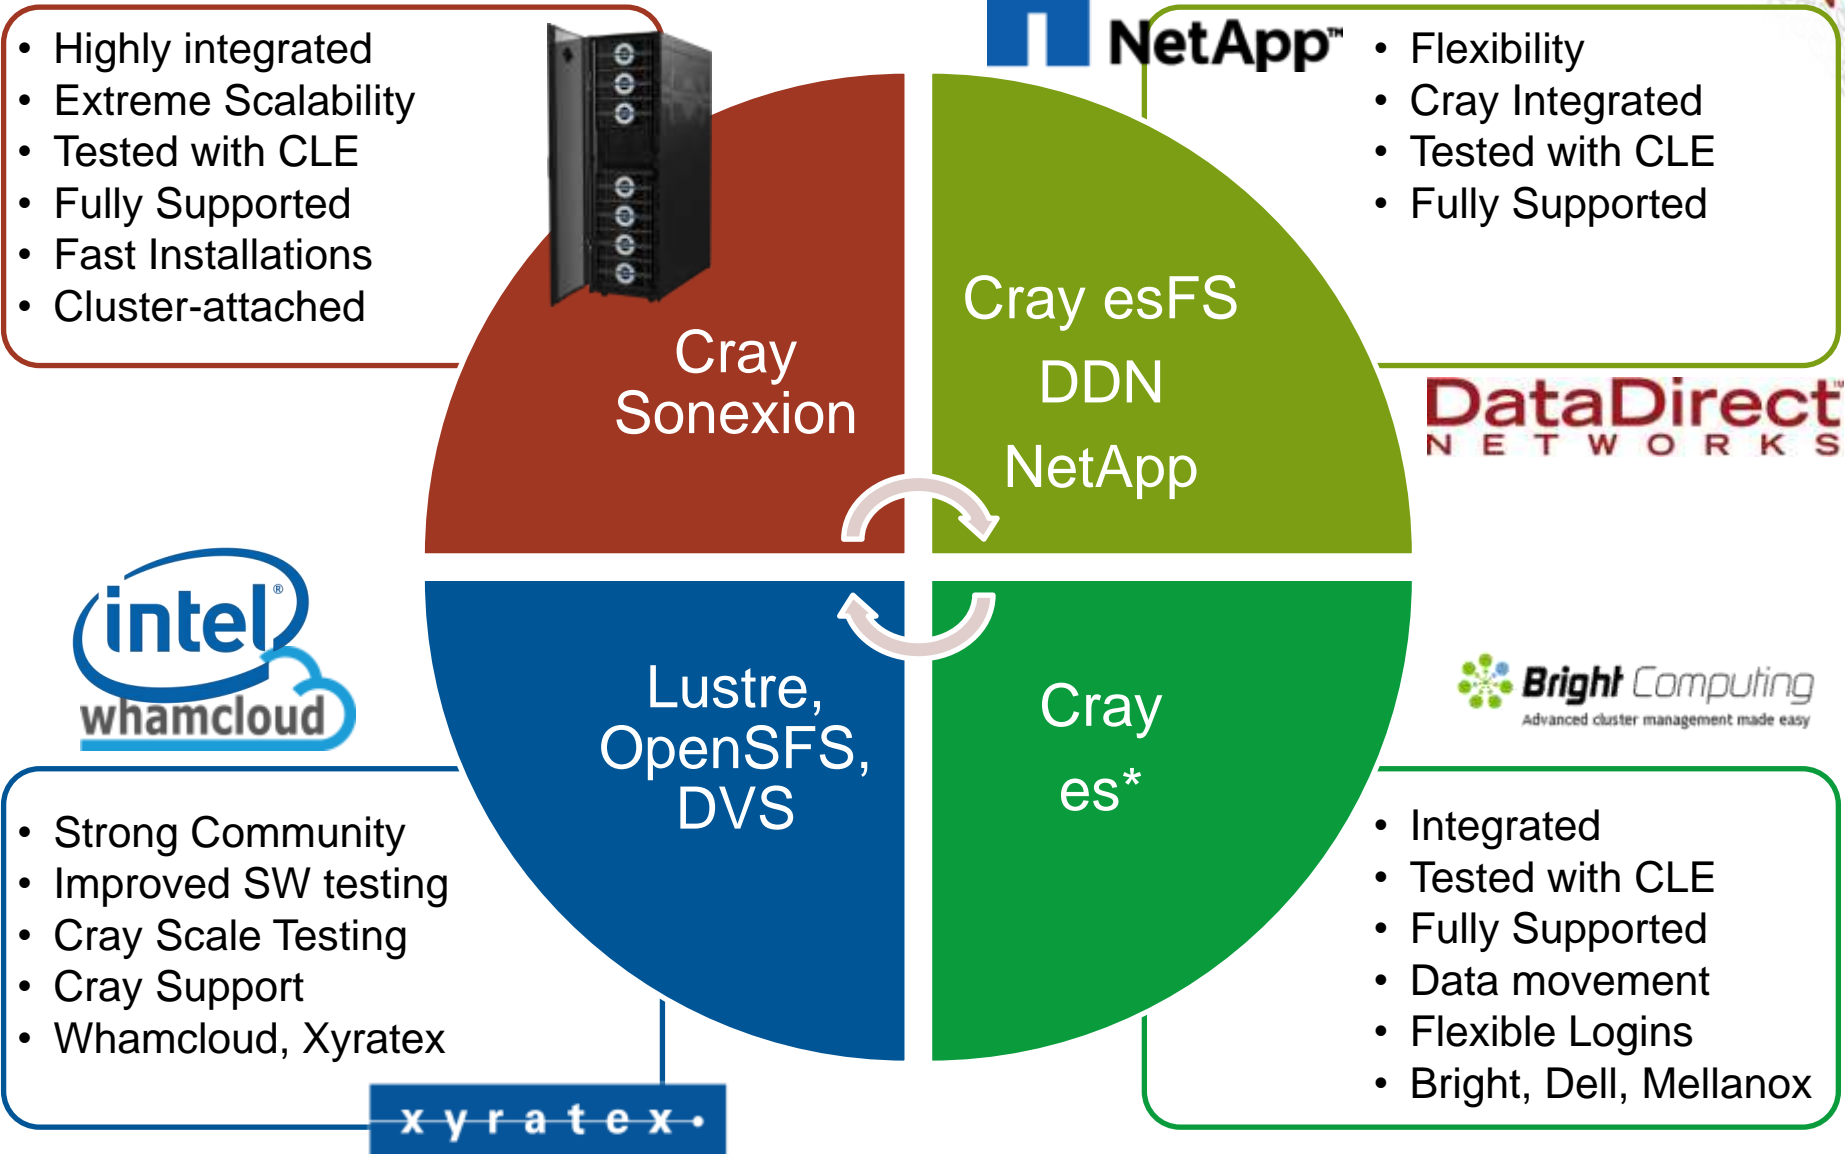 • Highly integrated
• Extreme Scalability
• Tested with CLE
• Fully Supported
• Fast Installations
• Cluster-attached
NetApp™
• Flexibility
• Cray Integrated
• Tested with CLE
• Fully Supported
Cray
Sonexion
Cray esFS
DDN
NetApp
DataDirect™
NETWORKS
intel®
whamcloud
Lustre,
OpenSFS,
DVS
Cray
es*
Bright Computing
Advanced cluster management made easy
• Strong Community
• Improved SW testing
• Cray Scale Testing
• Cray Support
• Whamcloud, Xyratex
xyratex
• Integrated
• Tested with CLE
• Fully Supported
• Data movement
• Flexible Logins
• Bright, Dell, Mellanox